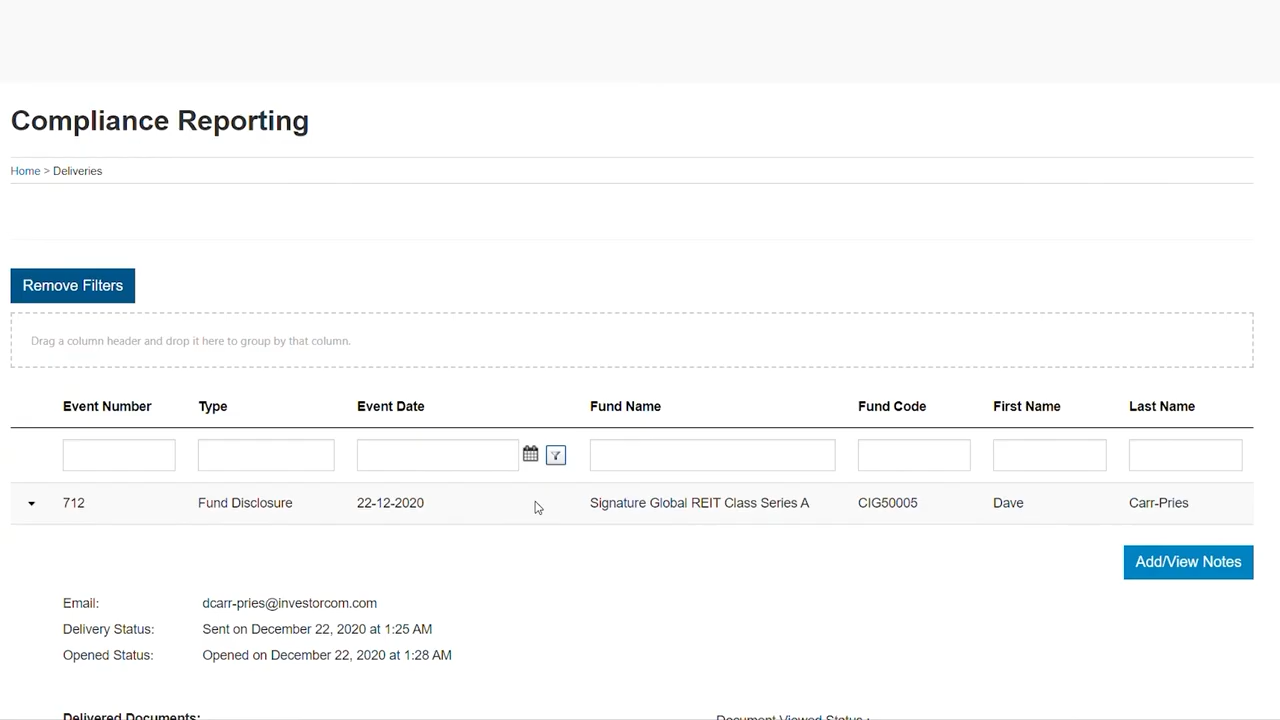 Compliance Reporting
Home > Deliveries
Remove Filters
Drag a column header and drop it here to group by that column.
Event Number Type Event Date Fund Name Fund Code First Name Last Name
712 Fund Disclosure 22-12-2020 Signature Global REIT Class Series A CIG50005 Dave Carr-Pries
Add/View Notes
Email: dcarr-pries@investorcom.com
Delivery Status: Sent on December 22, 2020 at 1:25 AM
Opened Status: Opened on December 22, 2020 at 1:28 AM
Delivered Documents: Document Viewed Status :